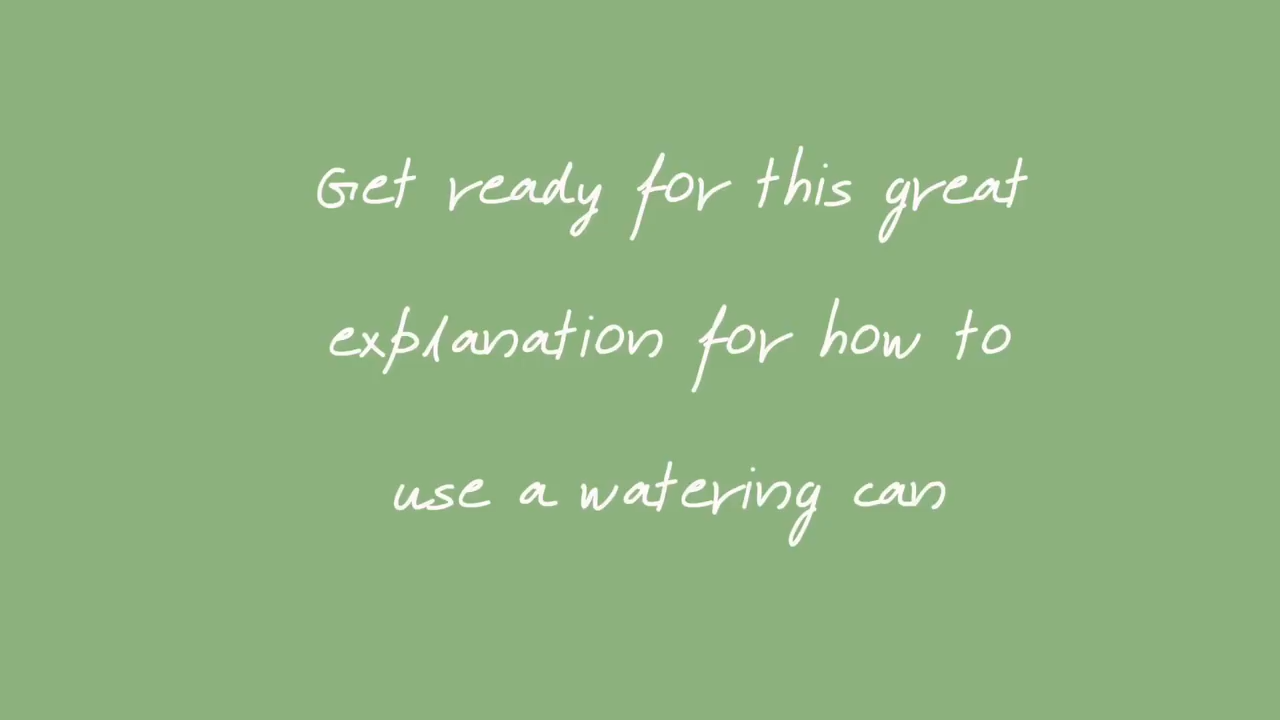 Get ready for this great
explanation for how to
use a watering can